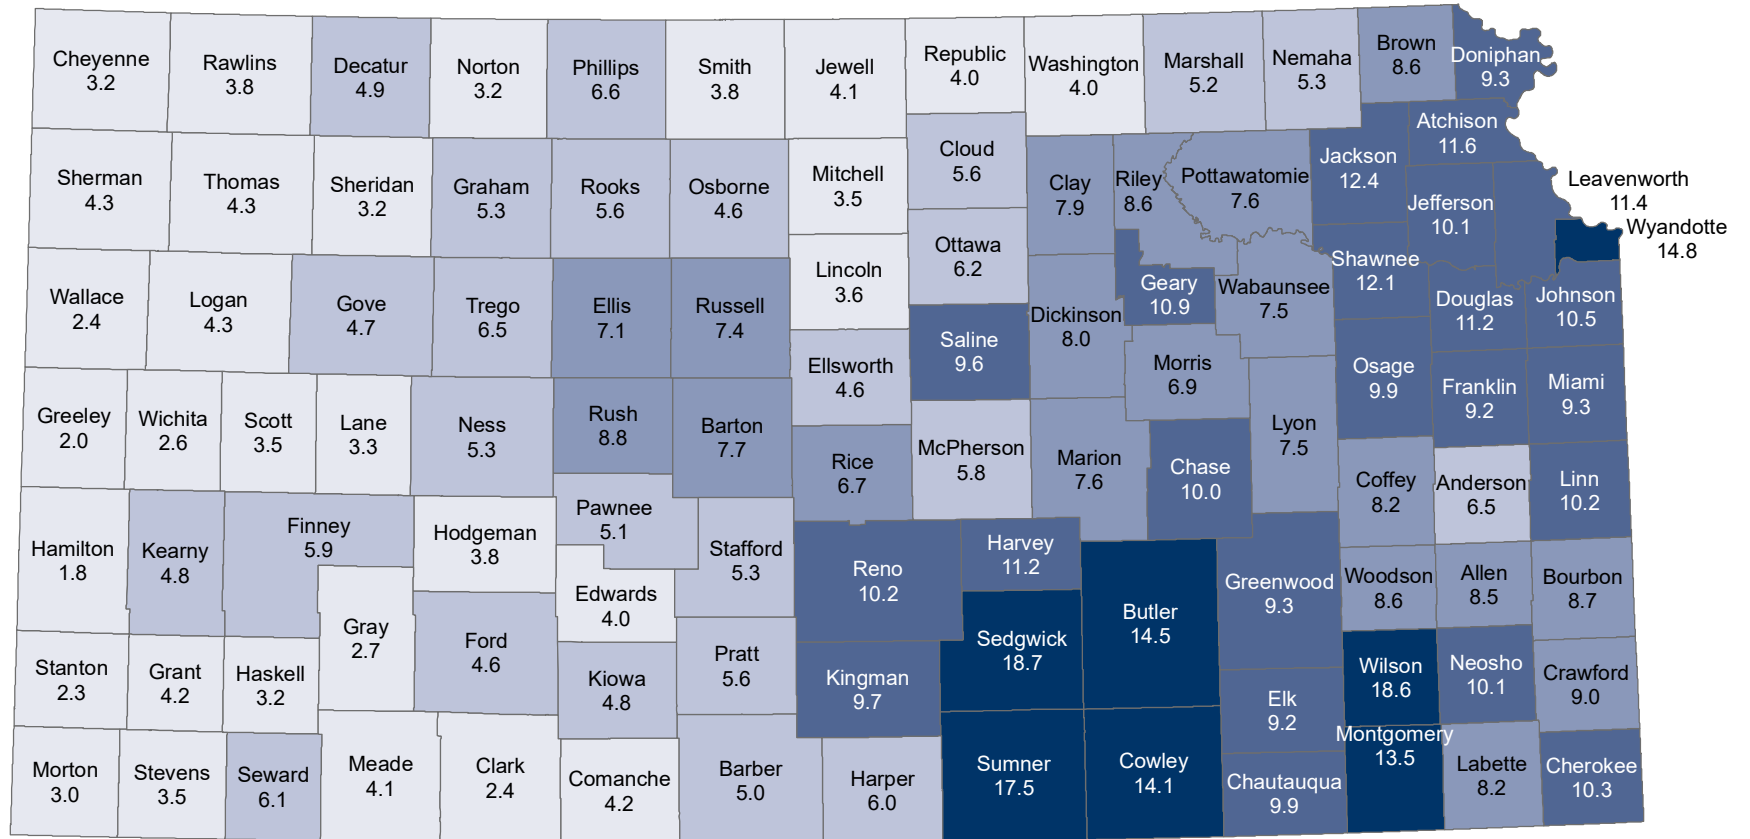 Cheyenne
3.2
Rawlins
3.8
Decatur
4.9
Norton
3.2
Phillips
6.6
Smith
3.8
Jewell
4.1
Republic
4.0
Washington
4.0
Marshall
5.2
Nemaha
5.3
Brown
8.6
Doniphan
9.3
Sherman
4.3
Thomas
4.3
Sheridan
3.2
Graham
5.3
Rooks
5.6
Osborne
4.6
Mitchell
3.5
Cloud
5.6
Clay
7.9
Riley
8.6
Pottawatomie
7.6
Jackson
12.4
Atchison
11.6
Jefferson
10.1
Leavenworth
11.4
Wyandotte
14.8
Wallace
2.4
Logan
4.3
Gove
4.7
Trego
6.5
Ellis
7.1
Russell
7.4
Lincoln
3.6
Ottawa
6.2
Saline
9.6
Dickinson
8.0
Geary
10.9
Wabaunsee
7.5
Shawnee
12.1
Douglas
11.2
Johnson
10.5
Greeley
2.0
Wichita
2.6
Scott
3.5
Lane
3.3
Ness
5.3
Rush
8.8
Barton
7.7
Ellsworth
4.6
Rice
6.7
McPherson
5.8
Marion
7.6
Morris
6.9
Chase
10.0
Lyon
7.5
Osage
9.9
Franklin
9.2
Miami
9.3
Coffey
8.2
Anderson
6.5
Linn
10.2
Hamilton
1.8
Kearny
4.8
Finney
5.9
Hodgeman
3.8
Pawnee
5.1
Stafford
5.3
Edwards
4.0
Gray
2.7
Ford
4.6
Reno
10.2
Harvey
11.2
Butler
14.5
Greenwood
9.3
Woodson
8.6
Allen
8.5
Bourbon
8.7
Stanton
2.3
Grant
4.2
Haskell
3.2
Kiowa
4.8
Pratt
5.6
Kingman
9.7
Sedgwick
18.7
Elk
9.2
Wilson
18.6
Neosho
10.1
Crawford
9.0
Morton
3.0
Stevens
3.5
Seward
6.1
Meade
4.1
Clark
2.4
Comanche
4.2
Barber
5.0
Harper
6.0
Sumner
17.5
Cowley
14.1
Chautauqua
9.9
Montgomery
13.5
Labette
8.2
Cherokee
10.3